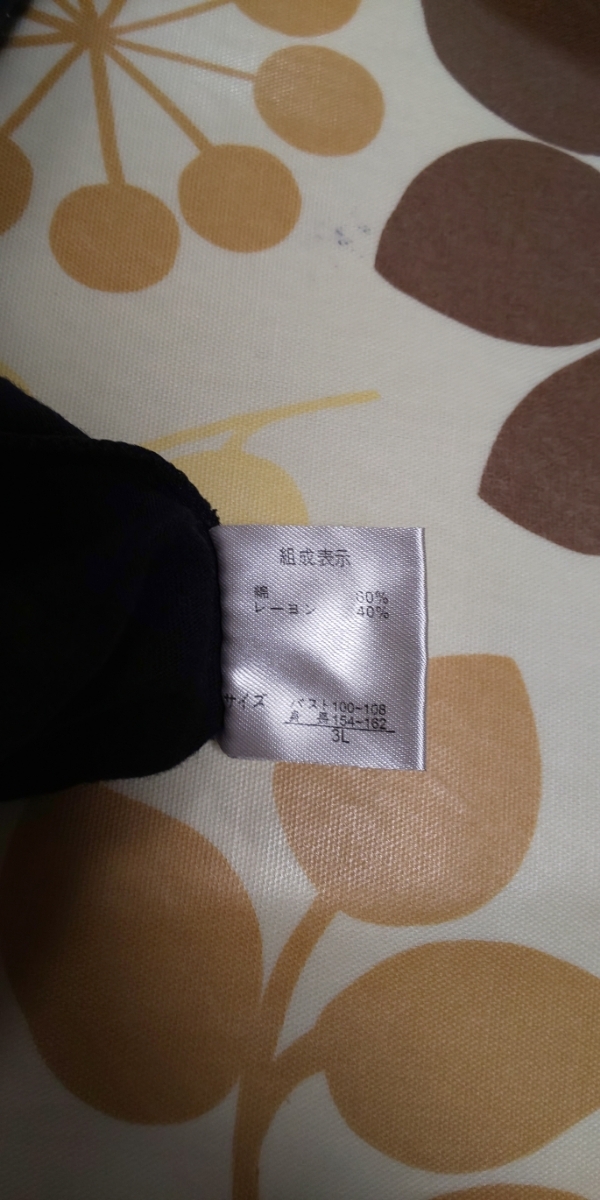 組成表示
綿 60%
レーヨン 40%
サイズ バスト100~108
身 長154~162
3L